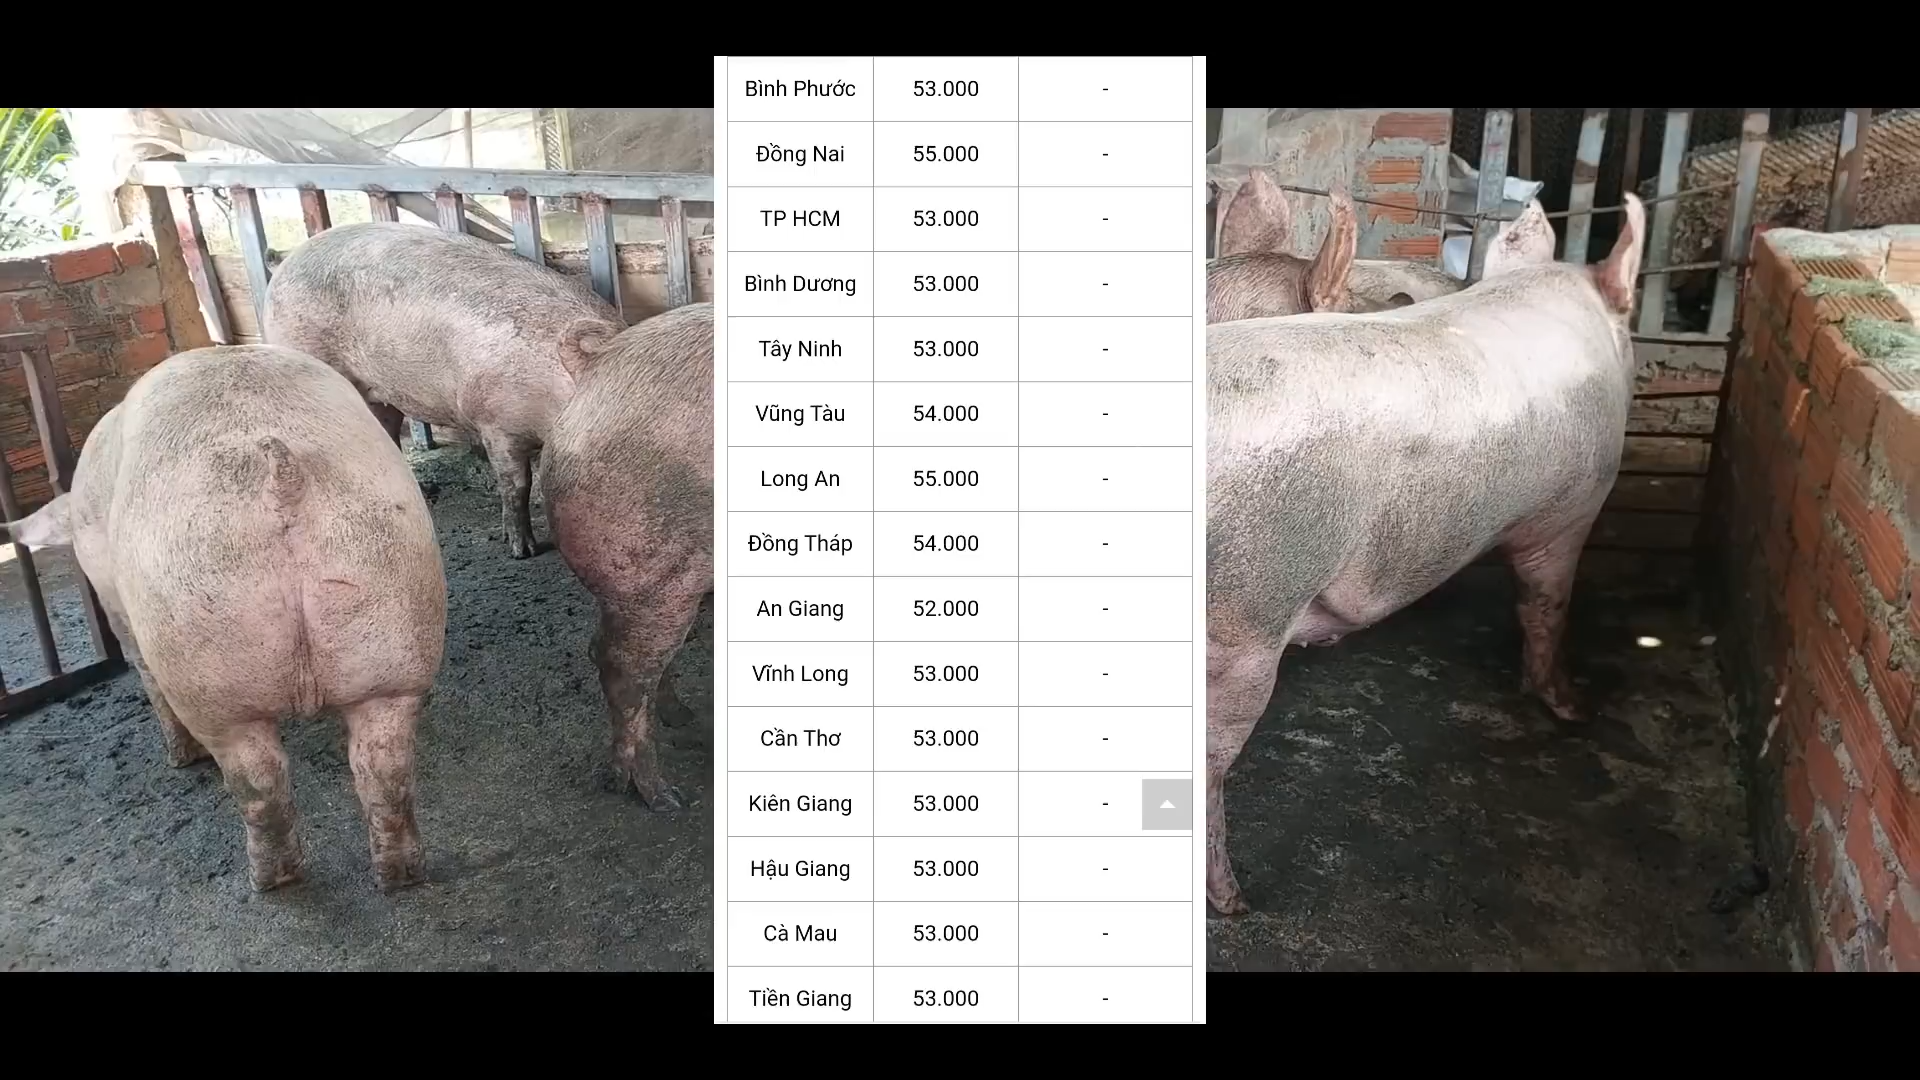 Bình Phước 53.000 -
Đồng Nai 55.000 -
TP HCM 53.000 -
Bình Dương 53.000 -
Tây Ninh 53.000 -
Vũng Tàu 54.000 -
Long An 55.000 -
Đồng Tháp 54.000 -
An Giang 52.000 -
Vĩnh Long 53.000 -
Cần Thơ 53.000 -
Kiên Giang 53.000 -
Hậu Giang 53.000 -
Cà Mau 53.000 -
Tiền Giang 53.000 -